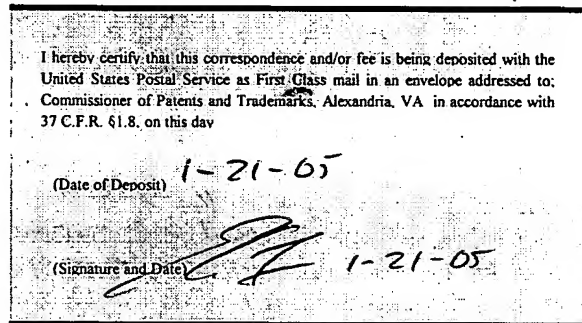 I hereby certify that this correspondence and/or fee is being deposited with the
United States Postal Service as First Class mail in an envelope addressed to;
Commissioner of Patents and Trademarks, Alexandria, VA in accordance with
37 C.F.R. §1.8. on this day
(Date of Deposit) 1-21-05
(Signature and Date) 1-21-05